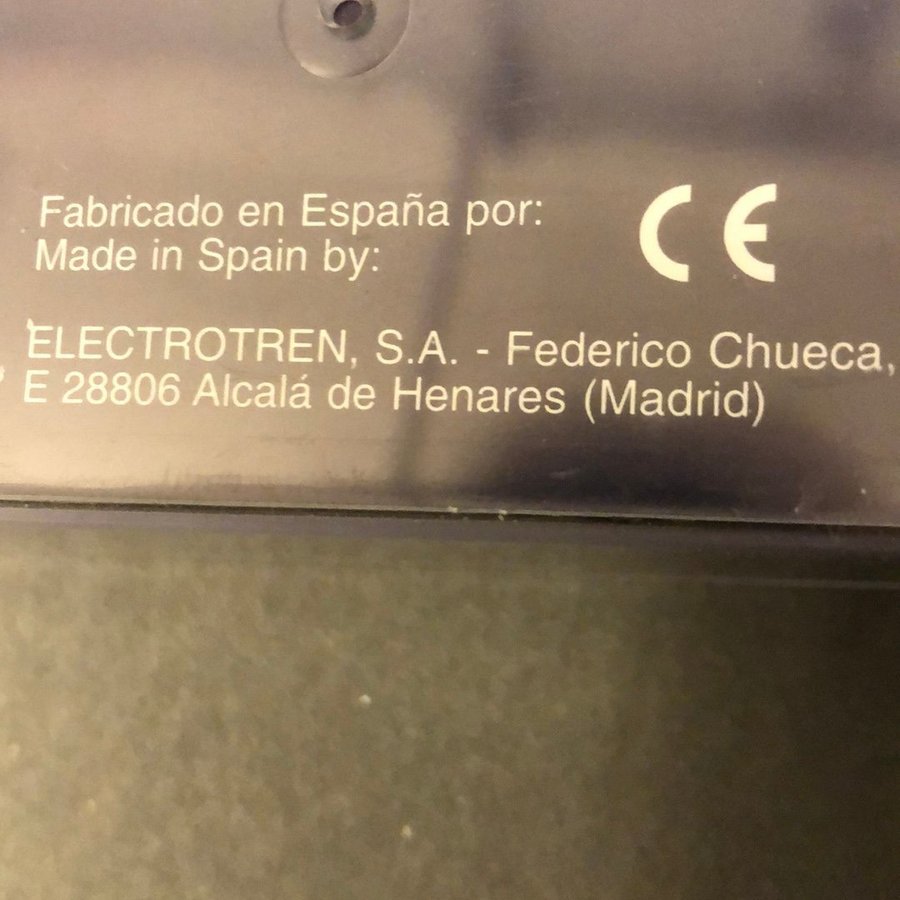 Fabricado en España por:
Made in Spain by:
CE
ELECTROTREN, S.A. - Federico Chueca,
E 28806 Alcalá de Henares (Madrid)